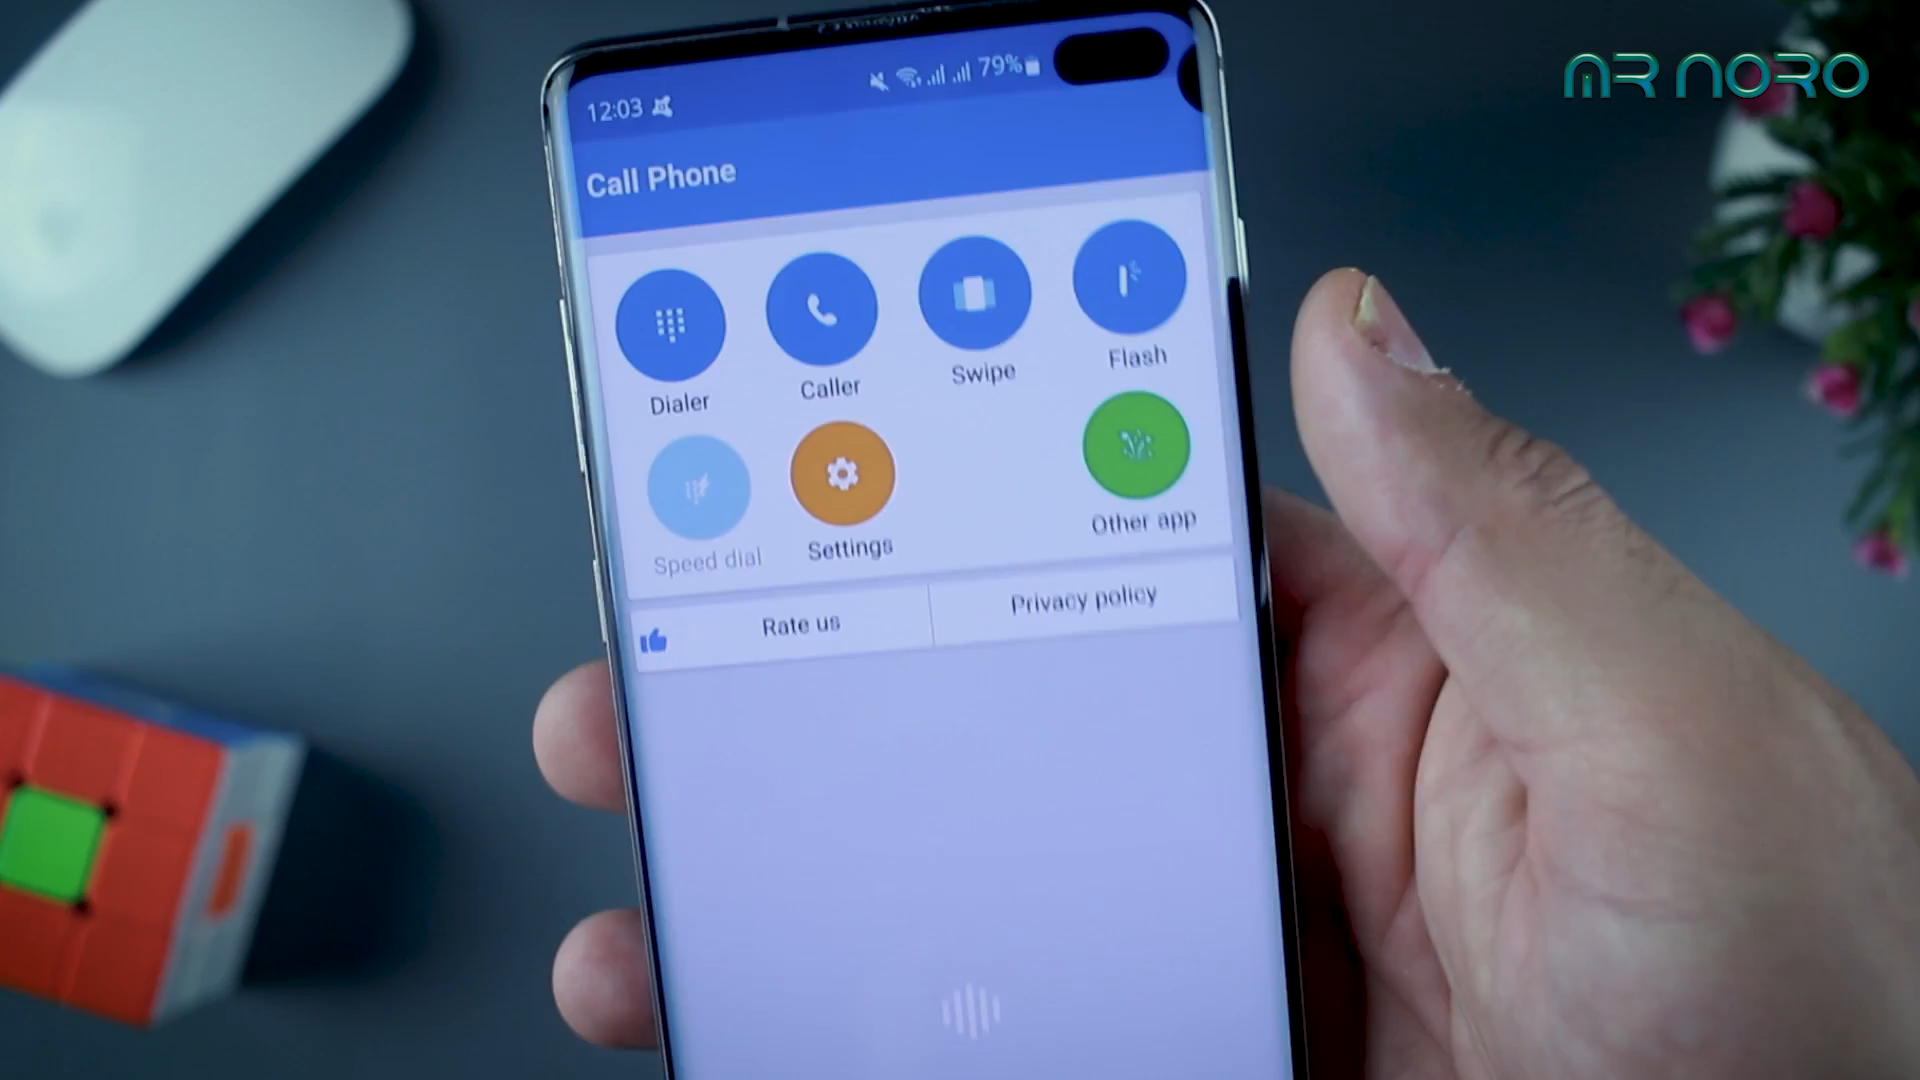 MR NORO
12:03 79%
Call Phone
Dialer Caller Swipe Flash
Speed dial Settings Other app
Rate us Privacy policy